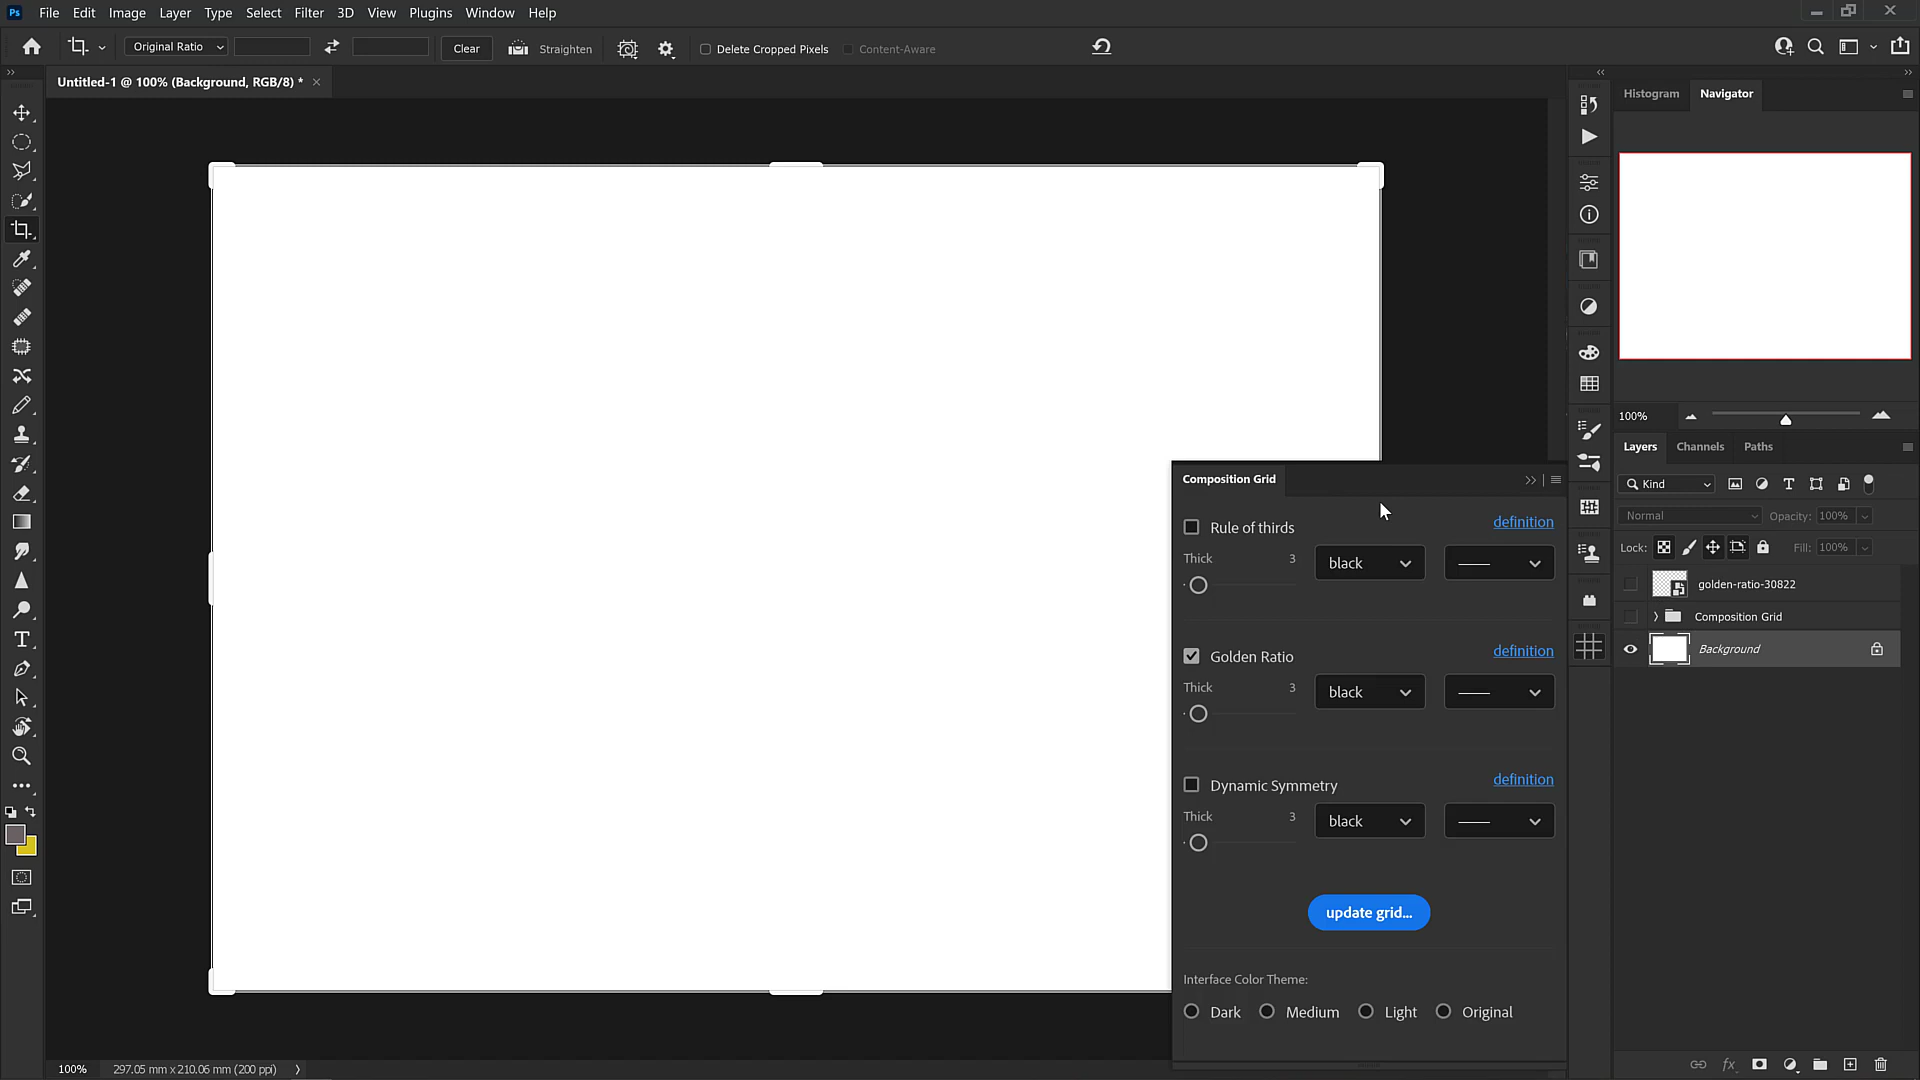 Ps File Edit Image Layer Type Select Filter 3D View Plugins Window Help
Original Ratio Clear Straighten Delete Cropped Pixels Content-Aware
Untitled-1 @ 100% (Background, RGB/8) *
Histogram Navigator
100%
Layers Channels Paths
Kind
Normal Opacity: 100%
Lock: Fill: 100%
golden-ratio-30822
Composition Grid
Background
Composition Grid
Rule of thirds definition
Thick 3 black
Golden Ratio definition
Thick 3 black
Dynamic Symmetry definition
Thick 3 black
update grid...
Interface Color Theme:
Dark Medium Light Original
100% 297.05 mm x 210.06 mm (200 ppi)
fx